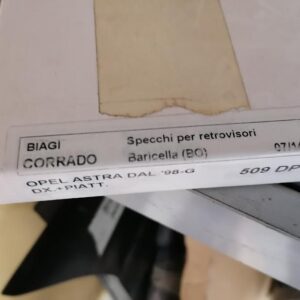 BIAGI
CORRADO
Specchi per retrovisori
Baricella (BO)
OPEL ASTRA DAL '98-G
DX.+PIATT.
509 DP